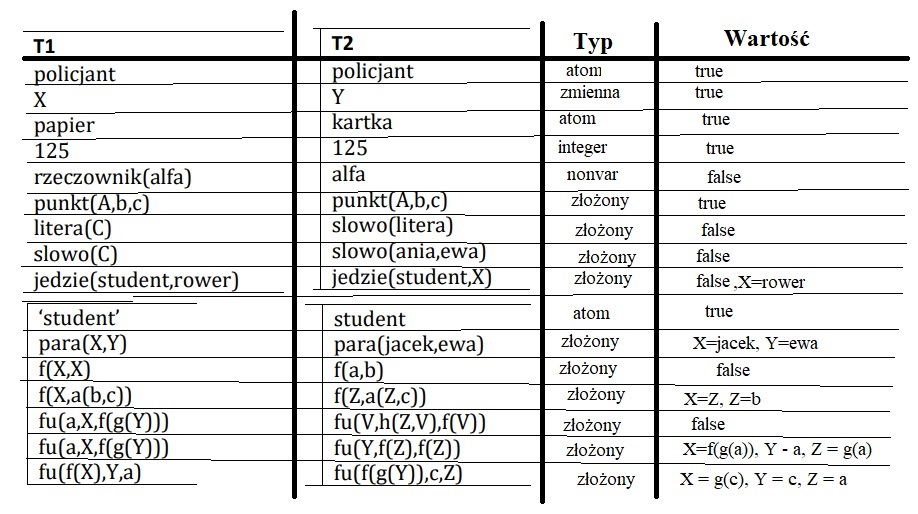 T1 T2 Typ Wartość
policjant policjant atom true
X Y zmienna true
papier kartka atom true
125 125 integer true
rzeczownik(alfa) alfa nonvar false
punkt(A,b,c) punkt(A,b,c) złożony true
litera(C) slowo(litera) złożony false
slowo(C) slowo(ania,ewa) złożony false
jedzie(student,rower) jedzie(student,X) złożony false ,X=rower
‘student’ student atom true
para(X,Y) para(jacek,ewa) złożony X=jacek, Y=ewa
f(X,X) f(a,b) złożony false
f(X,a(b,c)) f(Z,a(Z,c)) złożony X=Z, Z=b
fu(a,X,f(g(Y))) fu(V,h(Z,V),f(V)) złożony false
fu(a,X,f(g(Y))) fu(Y,f(Z),f(Z)) złożony X=f(g(a)), Y - a, Z = g(a)
fu(f(X),Y,a) fu(f(g(Y)),c,Z) złożony X = g(c), Y = c, Z = a